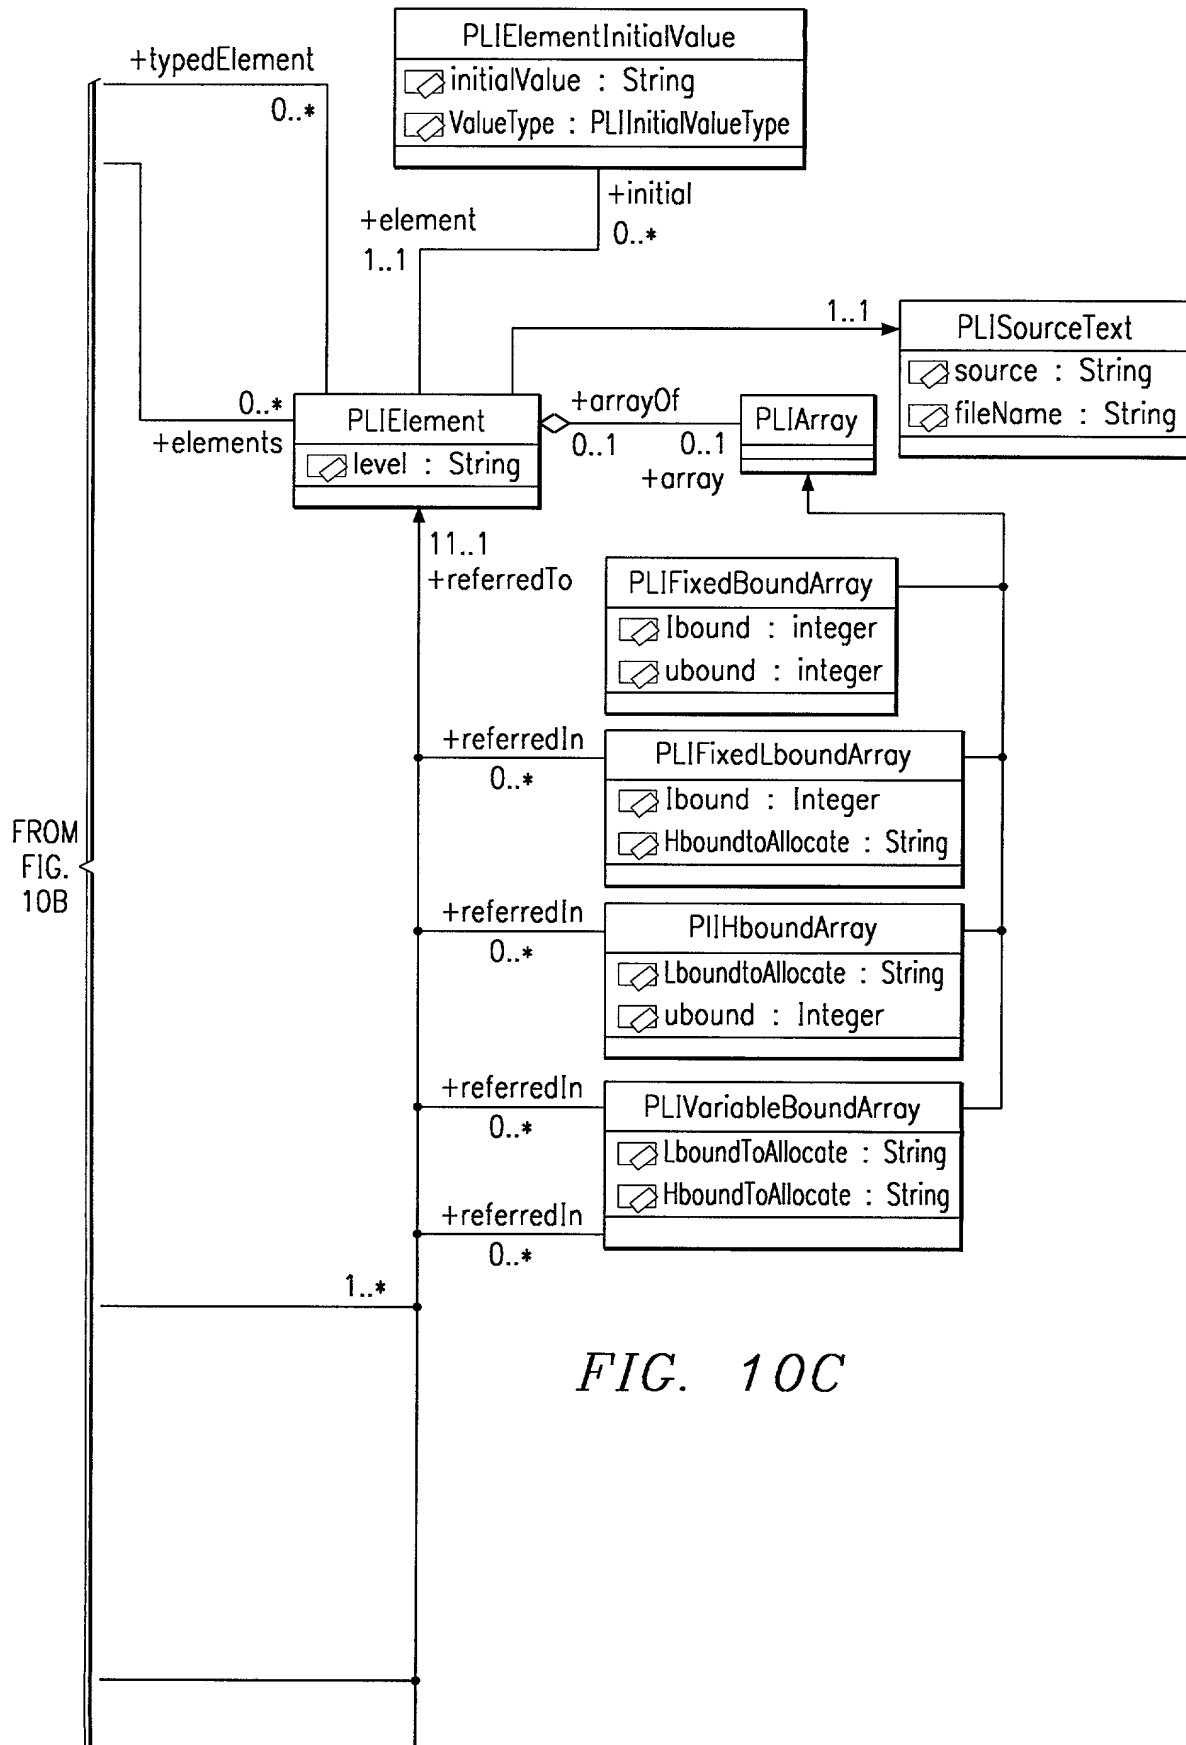 PLIElementInitialValue
initialValue : String
ValueType : PLIInitialValueType
+typedElement
0..*
+initial
0..*
+element
1..1
1..1
PLISourceText
source : String
fileName : String
0..*
+elements
PLIElement
level : String
+arrayOf
0..1
0..1
+array
PLIArray
11..1
+referredTo
PLIFixedBoundArray
Ibound : integer
ubound : integer
+referredIn
0..*
PLIFixedLboundArray
Ibound : Integer
HboundtoAllocate : String
FROM
FIG.
10B
+referredIn
0..*
PIIHboundArray
LboundtoAllocate : String
ubound : Integer
+referredIn
0..*
PLIVariableBoundArray
LboundToAllocate : String
HboundToAllocate : String
+referredIn
0..*
1..*
FIG. 10C